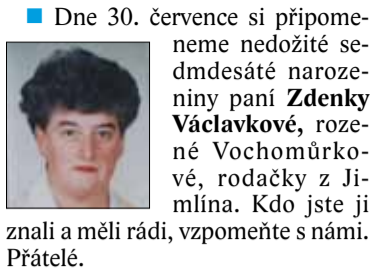 Dne 30. července si připome-
neme nedožité se-
dmdesáté naroze-
niny paní Zdenky
Václavkové, roze-
né Vochomůrko-
vé, rodačky z Ji-
mlína. Kdo jste ji
znali a měli rádi, vzpomeňte s námi.
Přátelé.